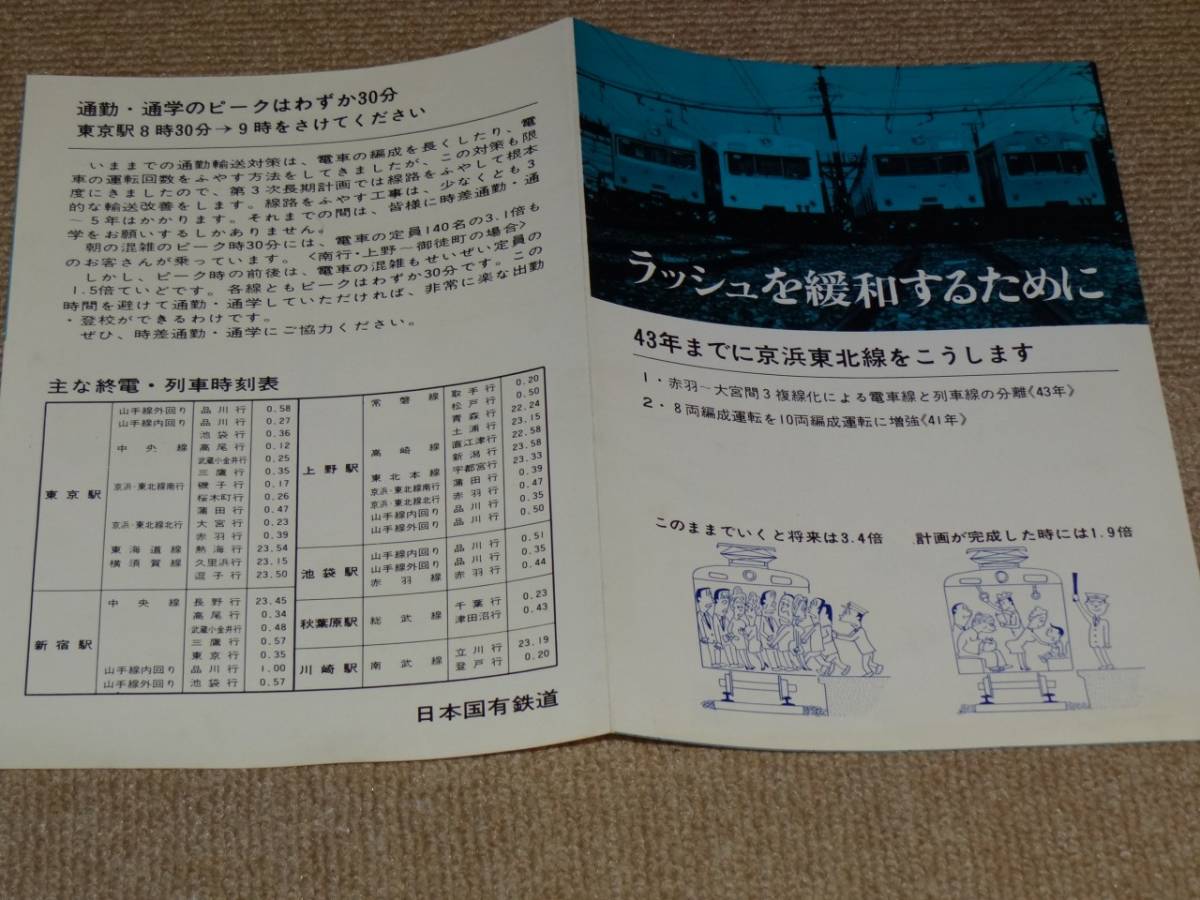 通勤・通学のピークはわずか30分
東京駅8時30分→9時をさけてください
いままでの通勤輸送対策は、電車の編成を長くしたり、電
車の運転回数をふやす方法をしてきましたが、この対策も限
度にきましたので、第3次長期計画では線路をふやして根本
的な輸送改善をします。線路をふやす工事は、少なくとも3
～5年はかかります。それまでの間は、皆様に時差通勤・通
学をお願いするしかありません。
朝の混雑のピーク時30分には、電車の定員140名の3.1倍も
のお客さんが乗っています。〈南行・上野～御徒町の場合〉
しかし、ピーク時の前後は、電車の混雑もせいぜい定員の
1.5倍ていどです。各線ともピークはわずか30分です。この
時間を避けて通勤・通学していただければ、非常に楽な出勤
・登校ができるわけです。
ぜひ、時差通勤・通学にご協力ください。
主な終電・列車時刻表
東京駅
山手線外回り 品川行 0.58
山手線内回り 品川行 0.27
池袋行 0.36
中央線 高尾行 0.12
武蔵小金井行 0.25
三鷹行 0.35
京浜・東北線南行 磯子行 0.17
桜木町行 0.26
蒲田行 0.47
京浜・東北線北行 大宮行 0.23
赤羽行 0.39
東海道線 熱海行 23.54
横須賀線 久里浜行 23.15
逗子行 23.50
新宿駅
中央線 長野行 23.45
高尾行 0.34
武蔵小金井行 0.48
三鷹行 0.57
東京行 0.35
山手線内回り 品川行 1.00
山手線外回り 池袋行 0.57
上野駅
常磐線 取手行 0.20
松戸行 0.50
青森行 22.24
土浦行 23.15
高崎線 直江津行 22.58
新潟行 23.58
東北本線 宇都宮行 23.33
京浜・東北線南行 蒲田行 0.39
京浜・東北線北行 赤羽行 0.47
山手線内回り 品川行 0.35
山手線外回り 品川行 0.50
池袋駅
山手線内回り 品川行 0.51
山手線外回り 品川行 0.35
赤羽線 赤羽行 0.44
秋葉原駅
総武線 千葉行 0.23
津田沼行 0.43
川崎駅
南武線 立川行 23.19
登戸行 0.20
日本国有鉄道
ラッシュを緩和するために
43年までに京浜東北線をこうします
1・赤羽～大宮間3複線化による電車線と列車線の分離《43年》
2・8両編成運転を10両編成運転に増強《41年》
このままでいくと将来は3.4倍
計画が完成した時には1.9倍